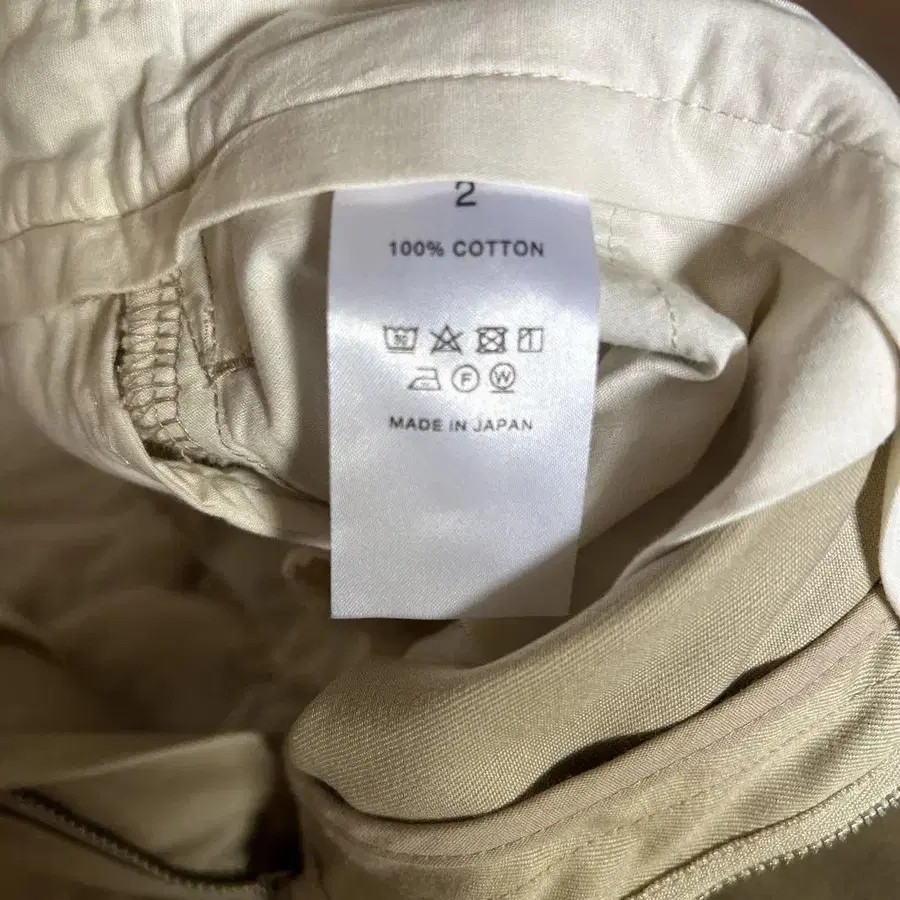 2
100% COTTON
F W
MADE IN JAPAN